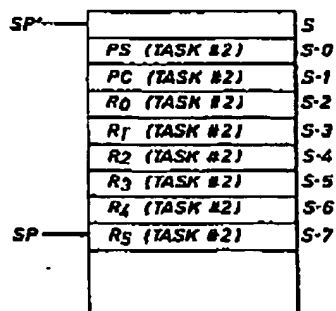 SP' S
PS (TASK #2) S-0
PC (TASK #2) S-1
R0 (TASK #2) S-2
R1 (TASK #2) S-3
R2 (TASK #2) S-4
R3 (TASK #2) S-5
R4 (TASK #2) S-6
SP R5 (TASK #2) S-7